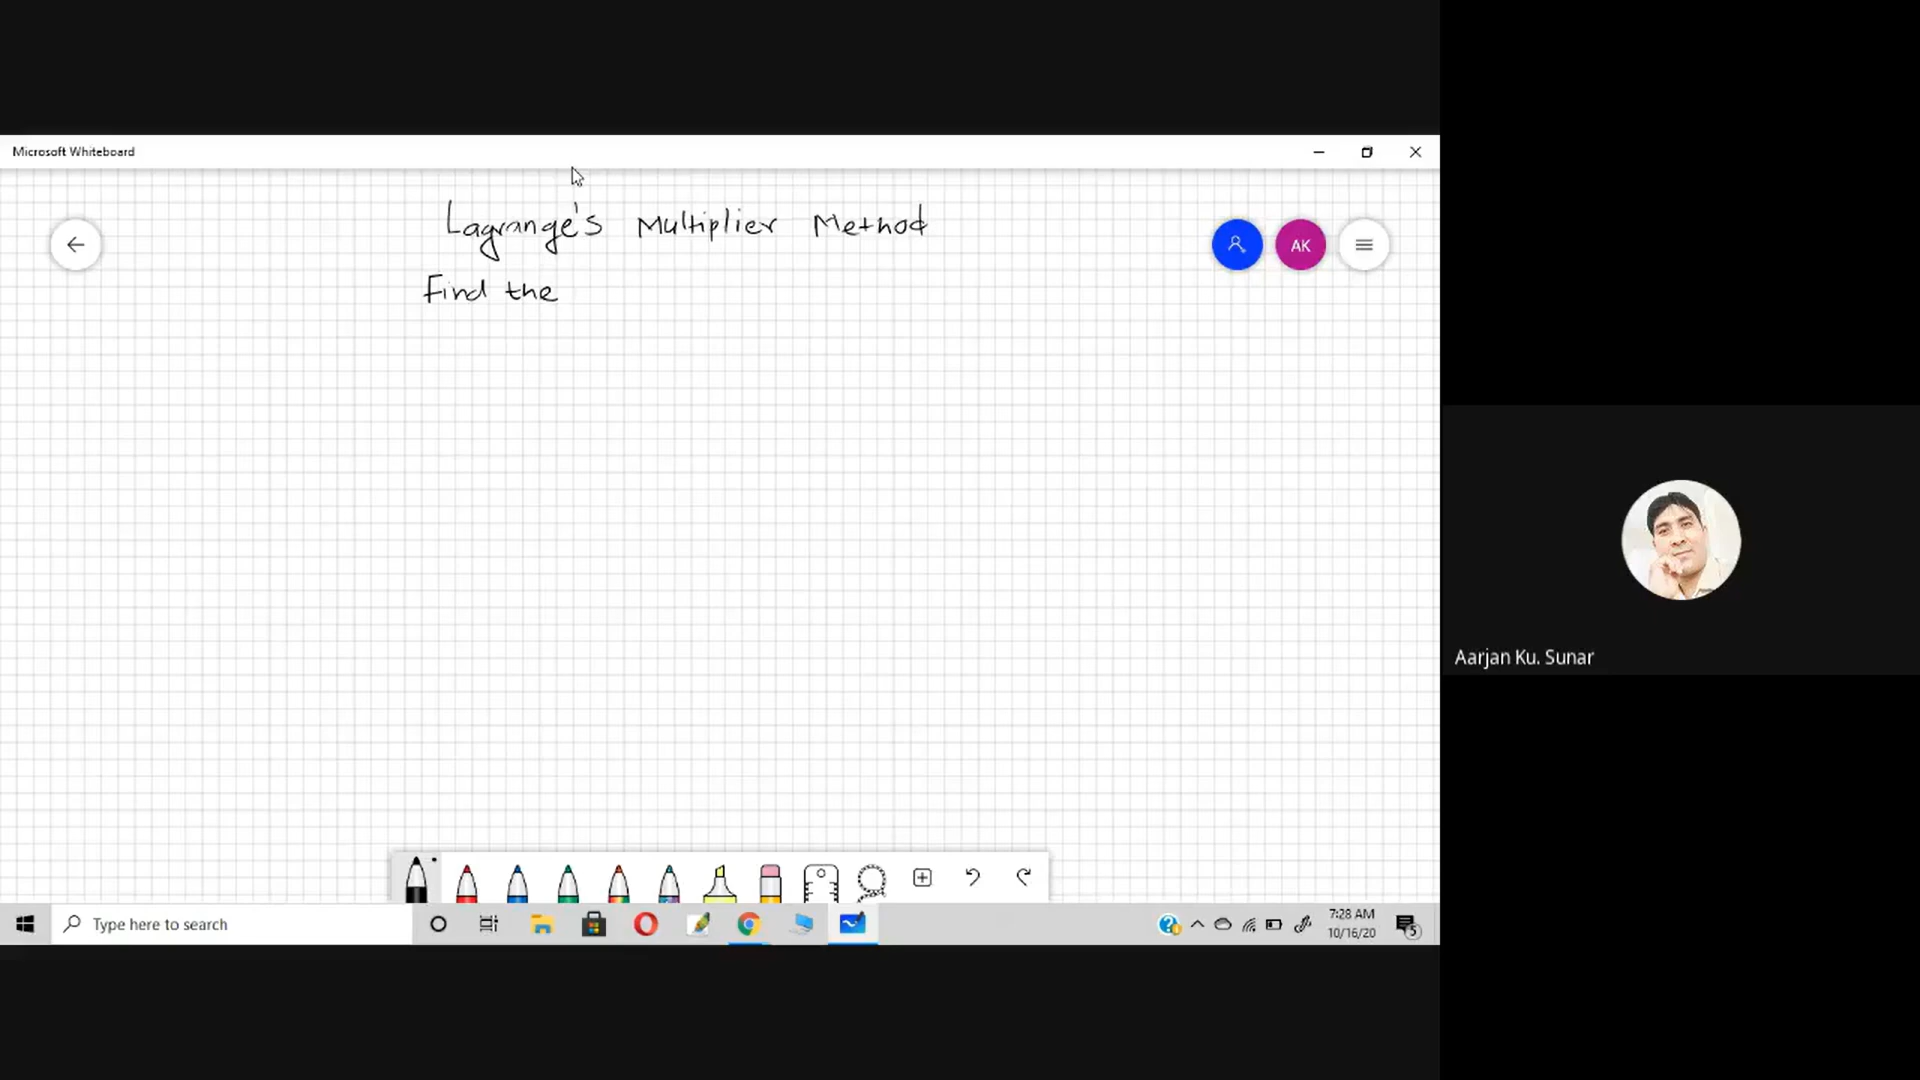 Microsoft Whiteboard
Lagrange's Multiplier Method
AK
Find the
Aarjan Ku. Sunar
Type here to search
7:28 AM
10/16/20
5